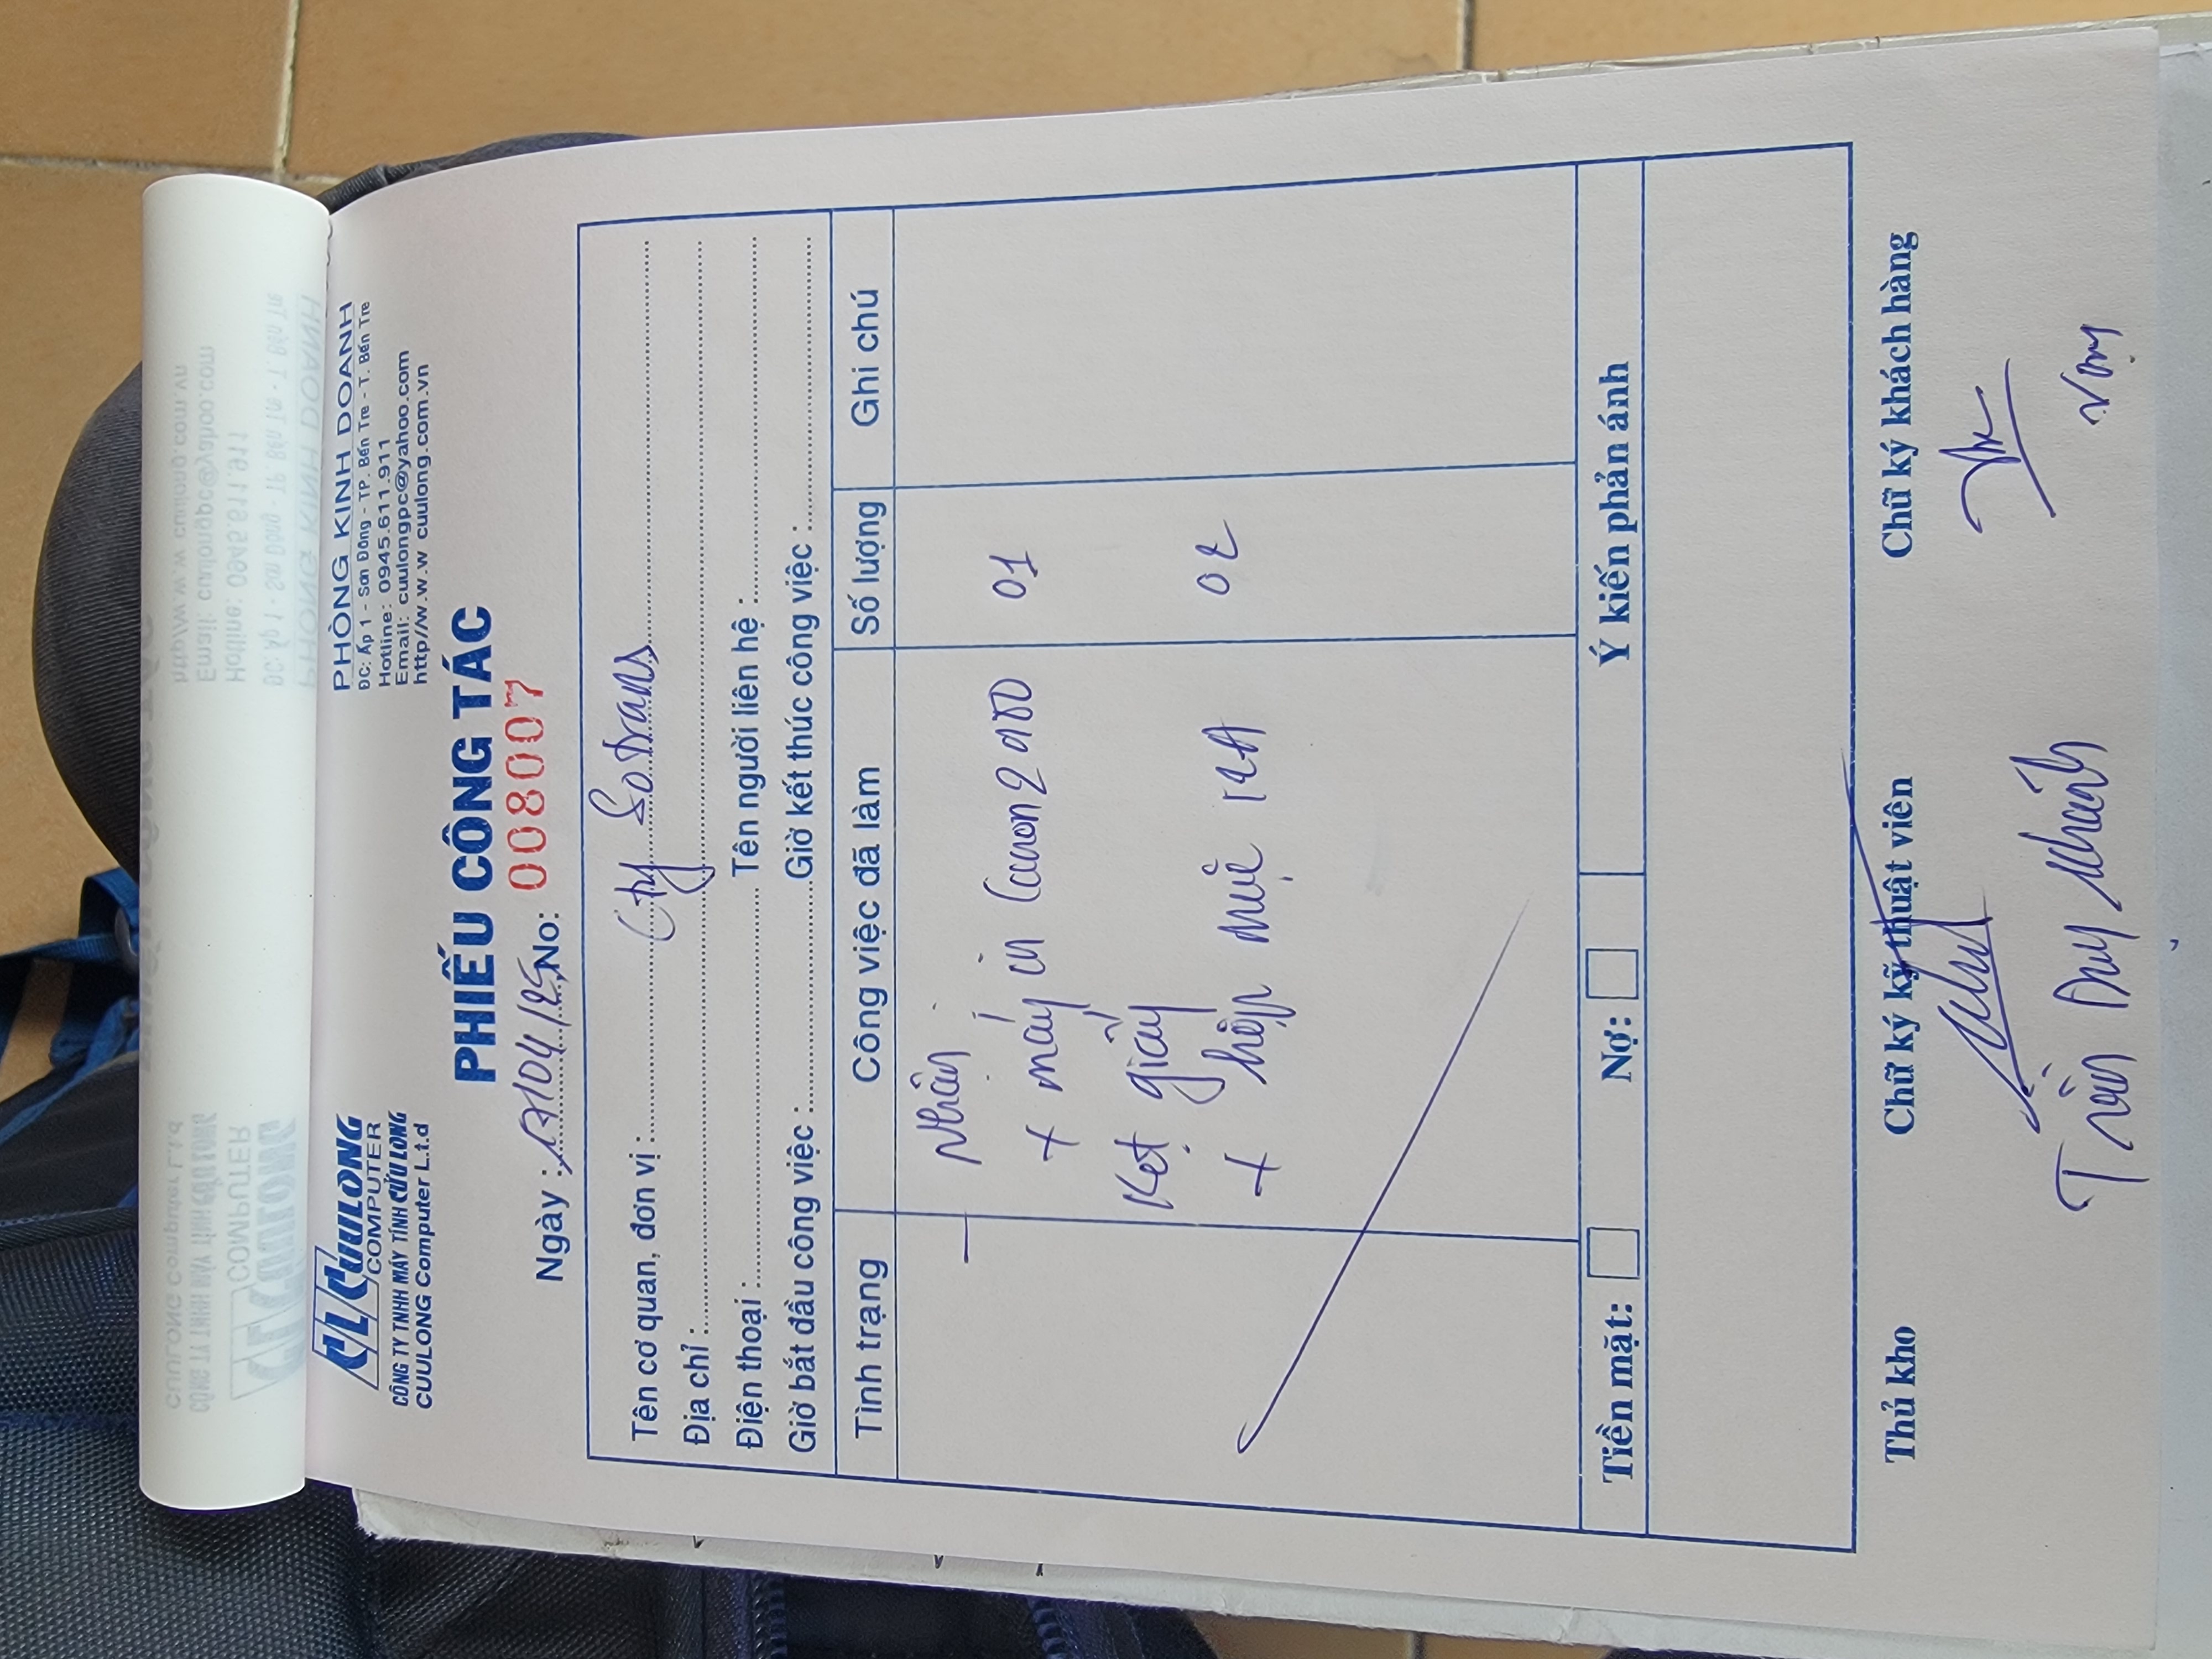 CL CUULONG
COMPUTER
CÔNG TY TNHH MÁY TÍNH CỬU LONG
CUULONG Computer L.t.d
PHÒNG KINH DOANH
ĐC: Ấp 1 - Sơn Đông - TP. Bến Tre - T. Bến Tre
Hotline: 0945.611.911
Email: cuulongpc@yahoo.com
http//w.w.w cuulong.com.vn
PHIẾU CÔNG TÁC
Ngày: 17/04/25 No: 008007
Tên cơ quan, đơn vị: Cty Sotrans
Địa chỉ:
Điện thoại: Tên người liên hệ:
Giờ bắt đầu công việc: Giờ kết thúc công việc:
Tình trạng Công việc đã làm Số lượng Ghi chú
- Nhận
+ máy in Canon 2900 01
Kẹt giấy
+ hộp mực 12A 02
Tiền mặt: Nợ: Ý kiến phản ánh
Thủ kho Chữ ký kỹ thuật viên Chữ ký khách hàng
Trần Duy Khánh